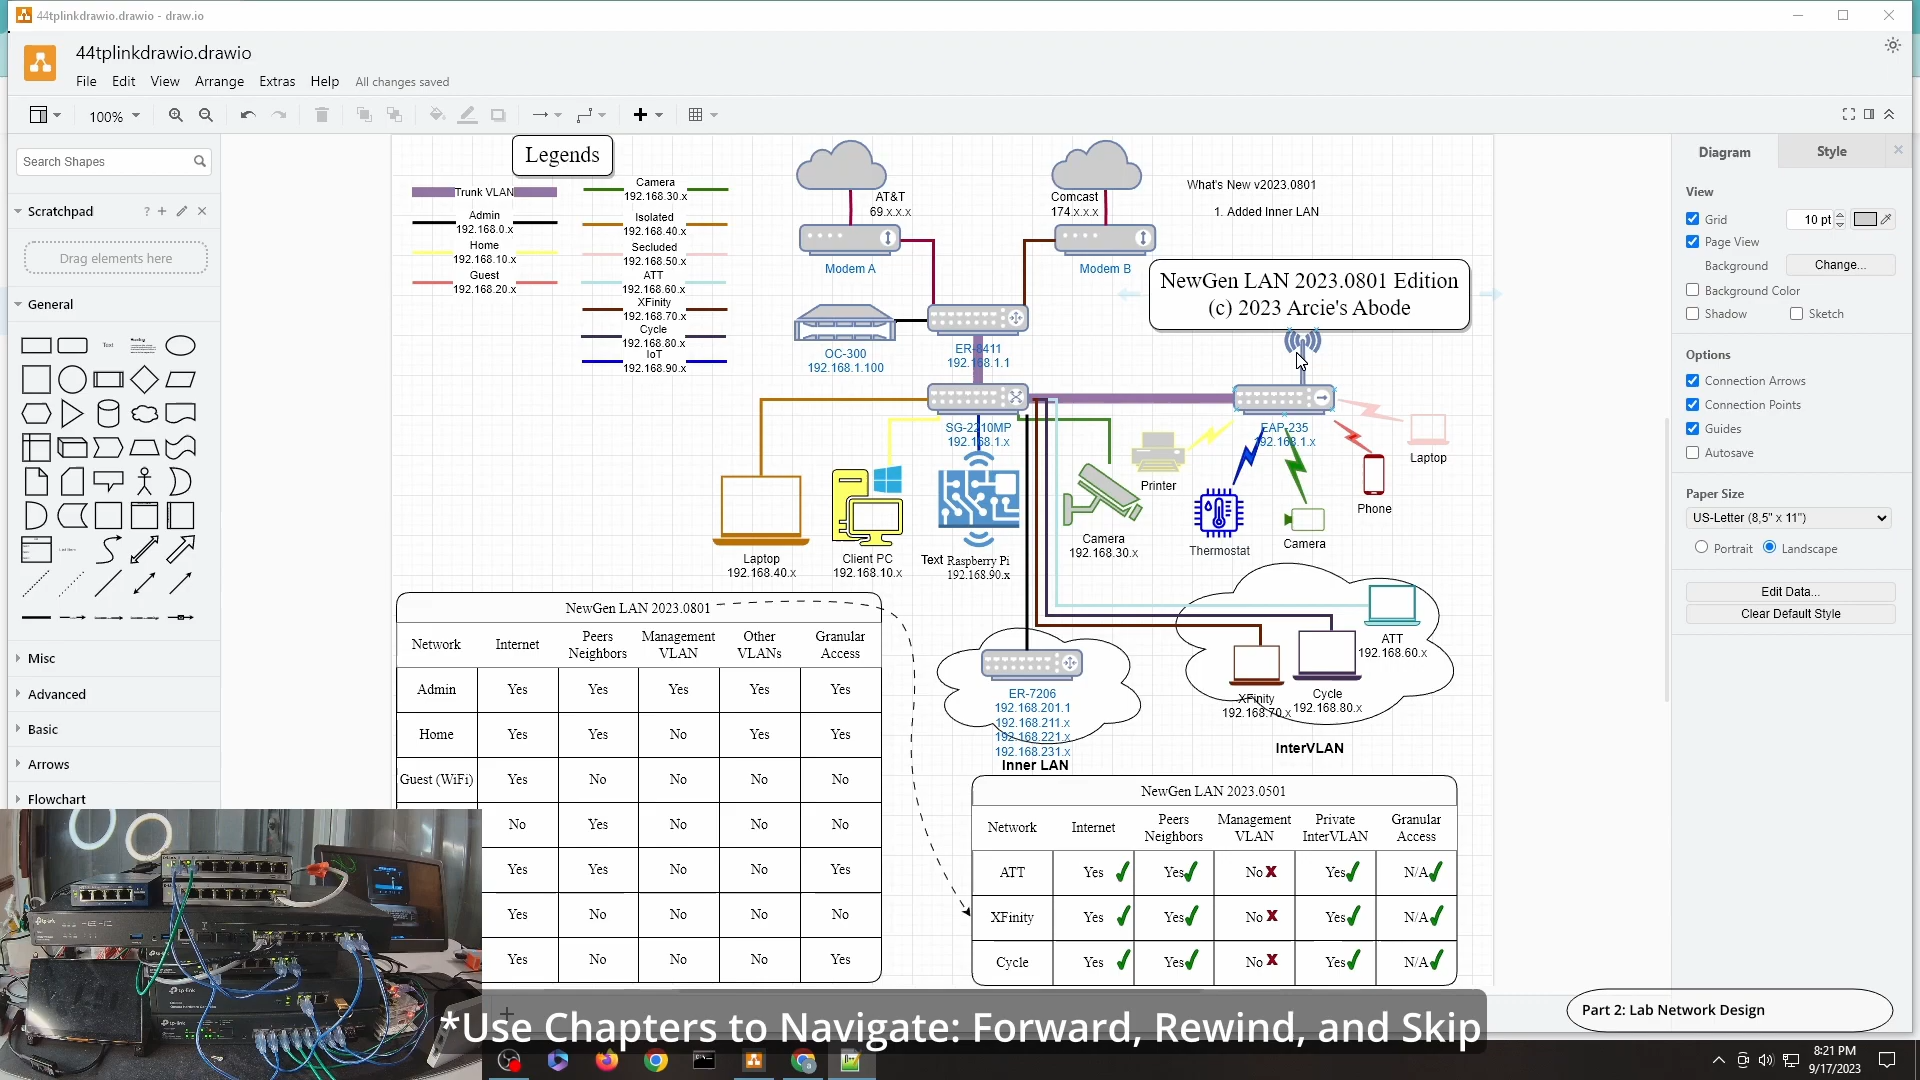 44tplinkdrawio.drawio - draw.io
44tplinkdrawio.drawio
File Edit View Arrange Extras Help All changes saved
100%
Search Shapes
Scratchpad
?
Drag elements here
General
Text
Heading
Misc
Advanced
Basic
Arrows
Flowchart
Legends
Trunk VLAN
Admin
192.168.0.x
Home
192.168.10.x
Guest
192.168.20.x
Camera
192.168.30.x
Isolated
192.168.40.x
Secluded
192.168.50.x
ATT
192.168.60.x
XFinity
192.168.70.x
Cycle
192.168.80.x
IoT
192.168.90.x
AT&T
69.x.x.x
Modem A
Comcast
174.x.x.x
Modem B
What's New v2023.0801
1. Added Inner LAN
NewGen LAN 2023.0801 Edition
(c) 2023 Arcie's Abode
OC-300
192.168.1.100
ER-8411
192.168.1.1
SG-2210MP
192.168.1.x
EAP-235
192.168.1.x
Laptop
Phone
Printer
Thermostat
Camera
Camera
192.168.30.x
Laptop
192.168.40.x
Client PC
192.168.10.x
Text
Raspberry Pi
192.168.90.x
ER-7206
192.168.201.1
192.168.211.x
192.168.221.x
192.168.231.x
Inner LAN
ATT
192.168.60.x
XFinity
192.168.70.x
Cycle
192.168.80.x
InterVLAN
NewGen LAN 2023.0801
Network Internet Peers Neighbors Management VLAN Other VLANs Granular Access
Admin Yes Yes Yes Yes Yes
Home Yes Yes No Yes Yes
Guest (WiFi) Yes No No No No
No Yes No No No
Yes Yes No No Yes
Yes No No No No
Yes No No No Yes
NewGen LAN 2023.0501
Network Internet Peers Neighbors Management VLAN Private InterVLAN Granular Access
ATT Yes Yes No Yes N/A
XFinity Yes Yes No Yes N/A
Cycle Yes Yes No Yes N/A
Diagram Style
View
Grid 10 pt
Page View
Background Change...
Background Color
Shadow Sketch
Options
Connection Arrows
Connection Points
Guides
Autosave
Paper Size
US-Letter (8,5" x 11")
Portrait Landscape
Edit Data...
Clear Default Style
Part 2: Lab Network Design
*Use Chapters to Navigate: Forward, Rewind, and Skip
8:21 PM
9/17/2023